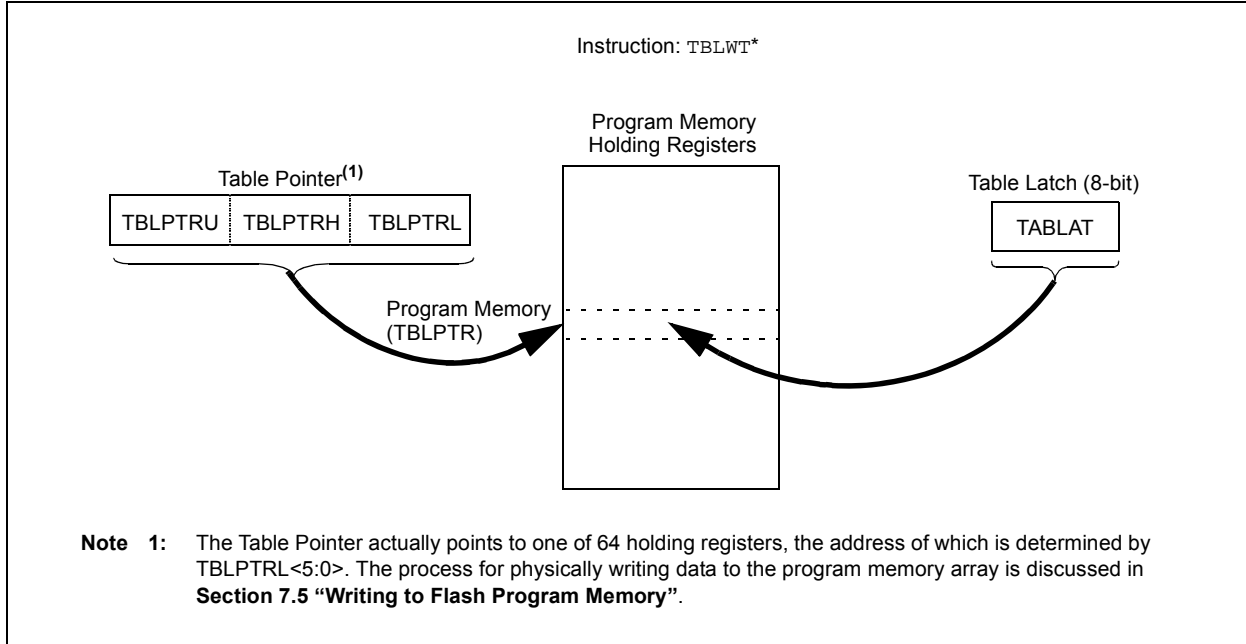 Instruction: TBLWT*
Program Memory
Holding Registers
Table Pointer(1)
Table Latch (8-bit)
TBLPTRU TBLPTRH TBLPTRL
TABLAT
Program Memory
(TBLPTR)
Note 1: The Table Pointer actually points to one of 64 holding registers, the address of which is determined by
TBLPTRL<5:0>. The process for physically writing data to the program memory array is discussed in
Section 7.5 “Writing to Flash Program Memory”.